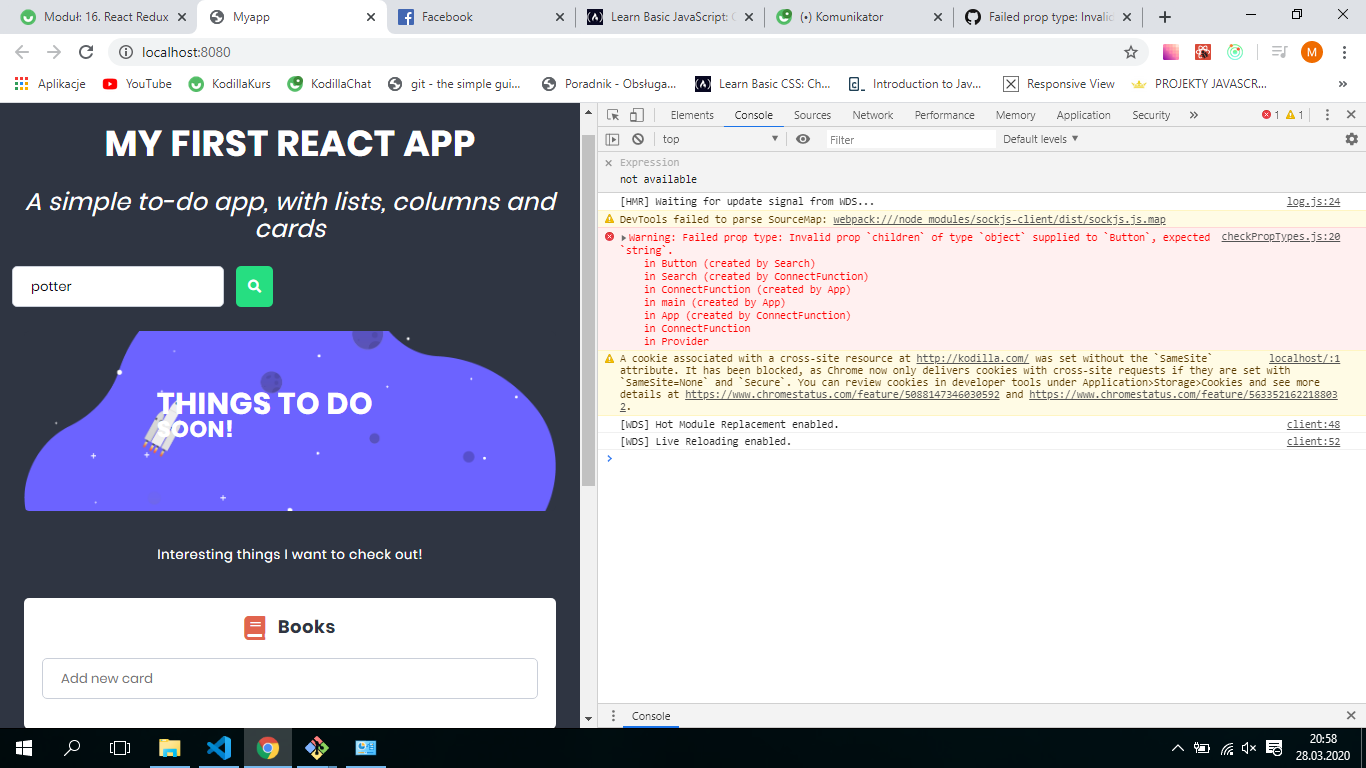 Moduł: 16. React Redux
Myapp
Facebook
Learn Basic JavaScript:
(•) Komunikator
Failed prop type: Invalid
localhost:8080
M
Aplikacje
YouTube
KodillaKurs
KodillaChat
git - the simple gui...
Poradnik - Obsługa...
Learn Basic CSS: Ch...
Introduction to Jav...
Responsive View
PROJEKTY JAVASCR...
MY FIRST REACT APP
A simple to-do app, with lists, columns and
cards
potter
THINGS TO DO
SOON!
Interesting things I want to check out!
Books
Add new card
Elements
Console
Sources
Network
Performance
Memory
Application
Security
1
1
top
Filter
Default levels
Expression
not available
[HMR] Waiting for update signal from WDS...
log.js:24
DevTools failed to parse SourceMap: webpack:///node_modules/sockjs-client/dist/sockjs.js.map
Warning: Failed prop type: Invalid prop `children` of type `object` supplied to `Button`, expected
checkPropTypes.js:20
`string`.
in Button (created by Search)
in Search (created by ConnectFunction)
in ConnectFunction (created by App)
in main (created by App)
in App (created by ConnectFunction)
in ConnectFunction
in Provider
A cookie associated with a cross-site resource at http://kodilla.com/ was set without the `SameSite`
localhost/:1
attribute. It has been blocked, as Chrome now only delivers cookies with cross-site requests if they are set with
`SameSite=None` and `Secure`. You can review cookies in developer tools under Application>Storage>Cookies and see more
details at https://www.chromestatus.com/feature/5088147346030592 and https://www.chromestatus.com/feature/563352162218803
2.
[WDS] Hot Module Replacement enabled.
client:48
[WDS] Live Reloading enabled.
client:52
Console
20:58
28.03.2020